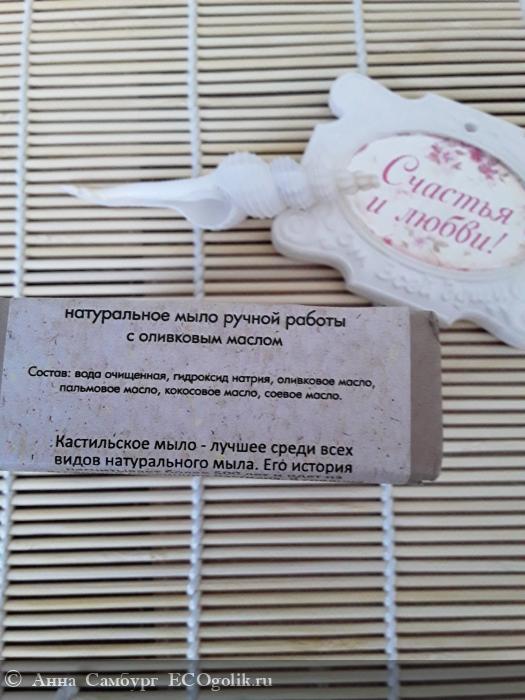 Счастья
и любви!
натуральное мыло ручной работы
с оливковым маслом
Состав: вода очищенная, гидроксид натрия, оливковое масло,
пальмовое масло, кокосовое масло, соевое масло.
Кастильское мыло - лучшее среди всех
видов натурального мыла. Его история
© Анна Самбург ECOgolik.ru